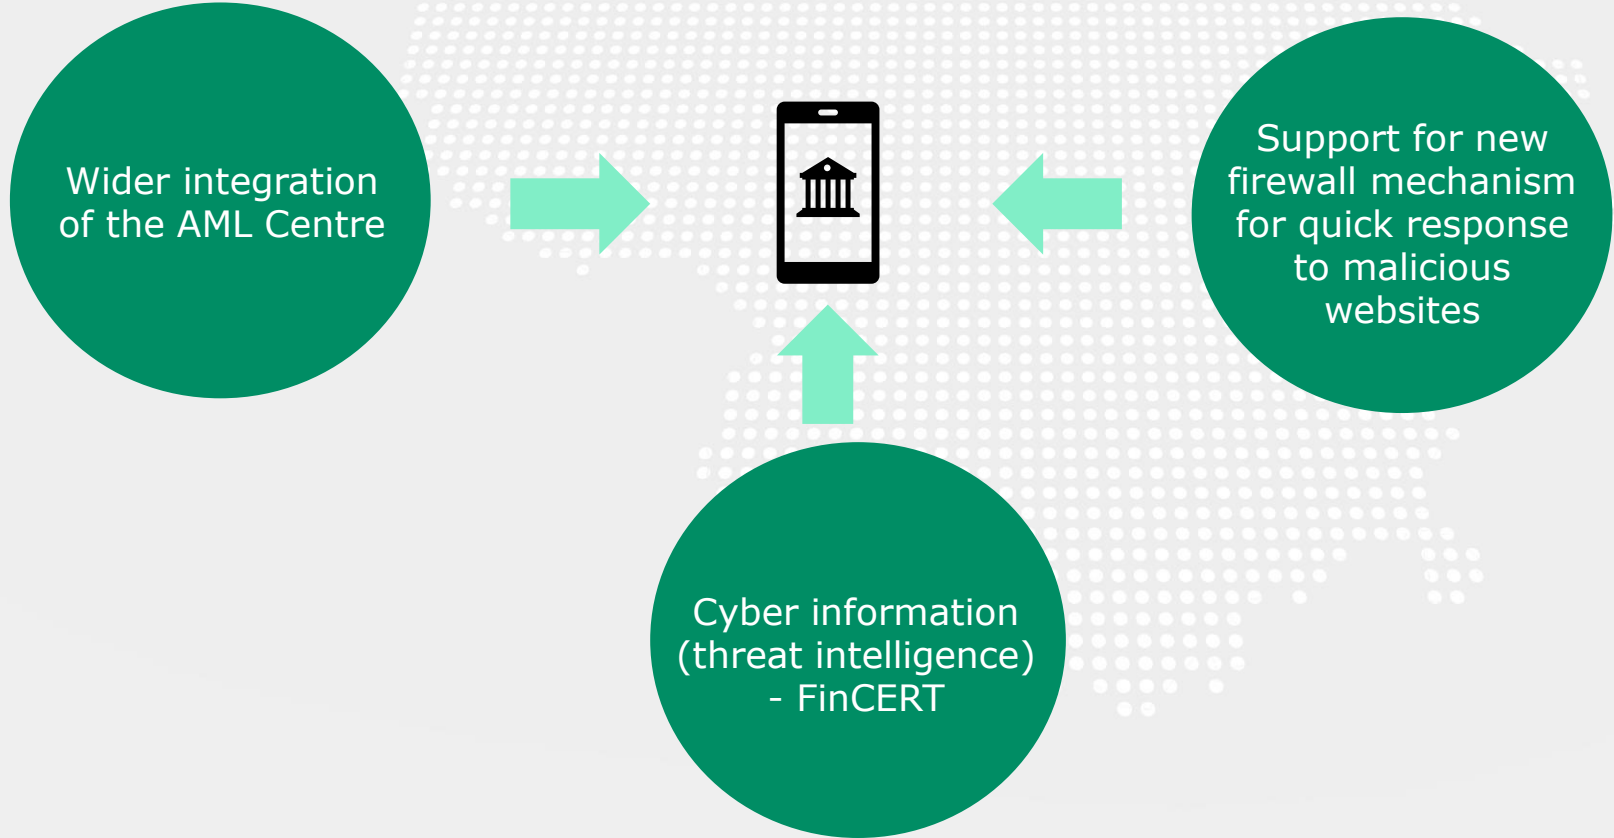 Wider integration
of the AML Centre
Support for new
firewall mechanism
for quick response
to malicious
websites
Cyber information
(threat intelligence)
- FinCERT